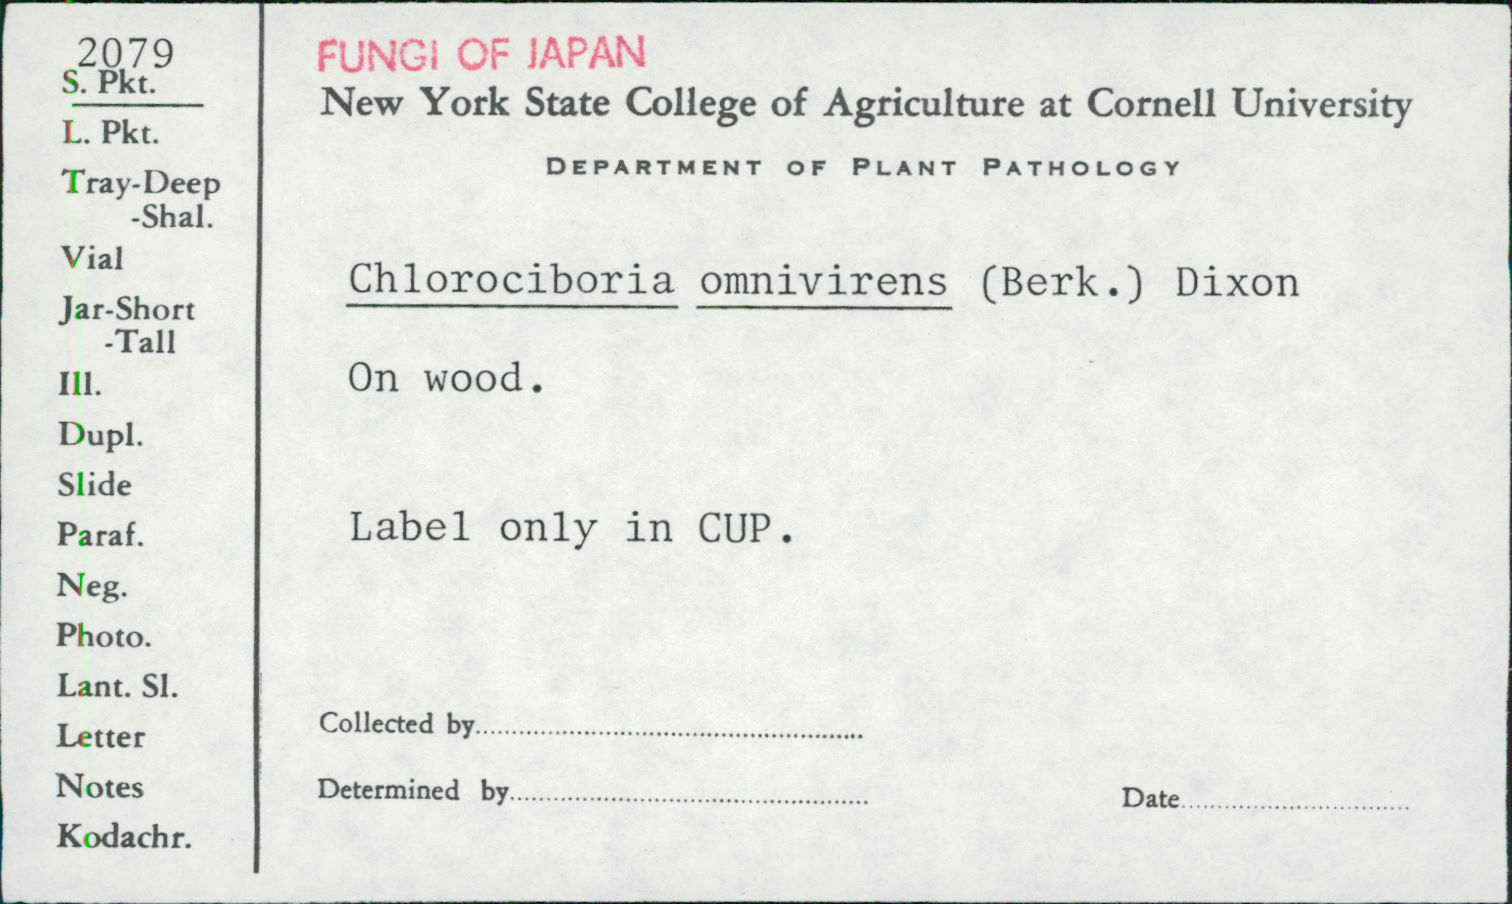 2079
S. Pkt.
L. Pkt.
Tray-Deep
-Shal.
Vial
Jar-Short
-Tall
Ill.
Dupl.
Slide
Paraf.
Neg.
Photo.
Lant. Sl.
Letter
Notes
Kodachr.
FUNGI OF JAPAN
New York State College of Agriculture at Cornell University
DEPARTMENT OF PLANT PATHOLOGY
Chlorociboria omnivirens (Berk.) Dixon
On wood.
Label only in CUP.
Collected by
Determined by
Date